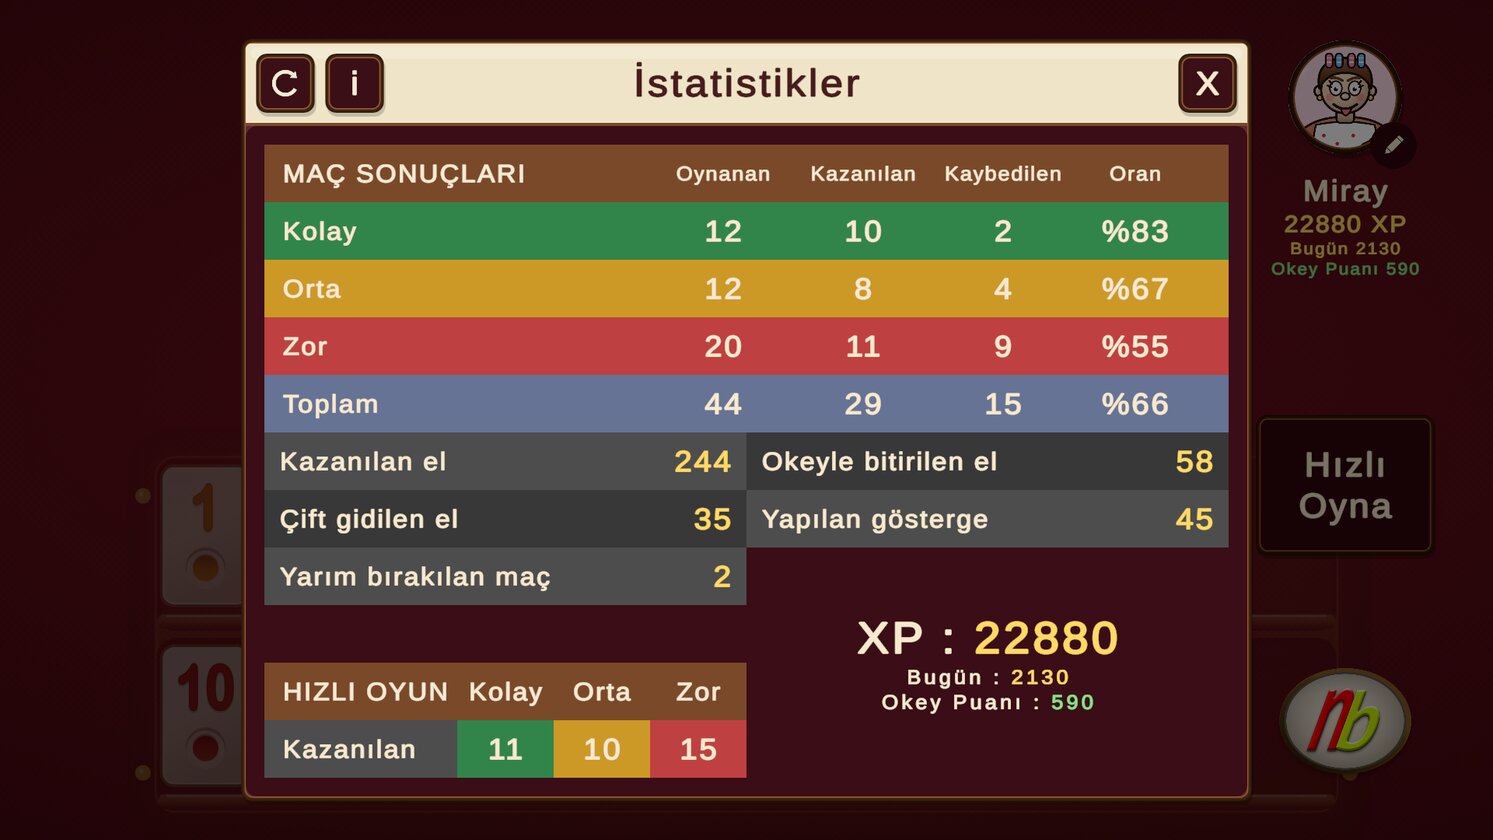 C i İstatistikler X
MAÇ SONUÇLARI Oynanan Kazanılan Kaybedilen Oran
Kolay 12 10 2 %83
Orta 12 8 4 %67
Zor 20 11 9 %55
Toplam 44 29 15 %66
Kazanılan el 244 Okeyle bitirilen el 58
Çift gidilen el 35 Yapılan gösterge 45
Yarım bırakılan maç 2
XP : 22880
Bugün : 2130
Okey Puanı : 590
HIZLI OYUN Kolay Orta Zor
Kazanılan 11 10 15
Miray
22880 XP
Bugün 2130
Okey Puanı 590
Hızlı
Oyna
1
10
nb